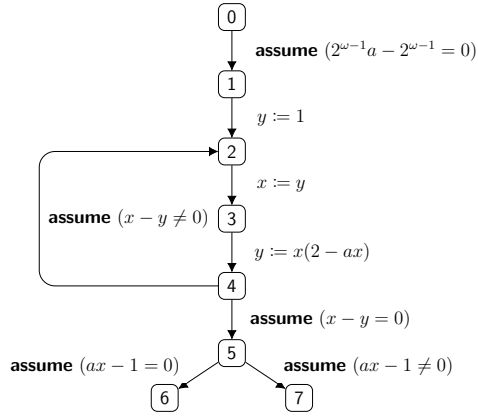 0
assume (2^{ω−1}a − 2^{ω−1} = 0)
1
y := 1
2
x := y
assume (x − y ≠ 0)
3
y := x(2 − ax)
4
assume (x − y = 0)
5
assume (ax − 1 = 0)
assume (ax − 1 ≠ 0)
6
7